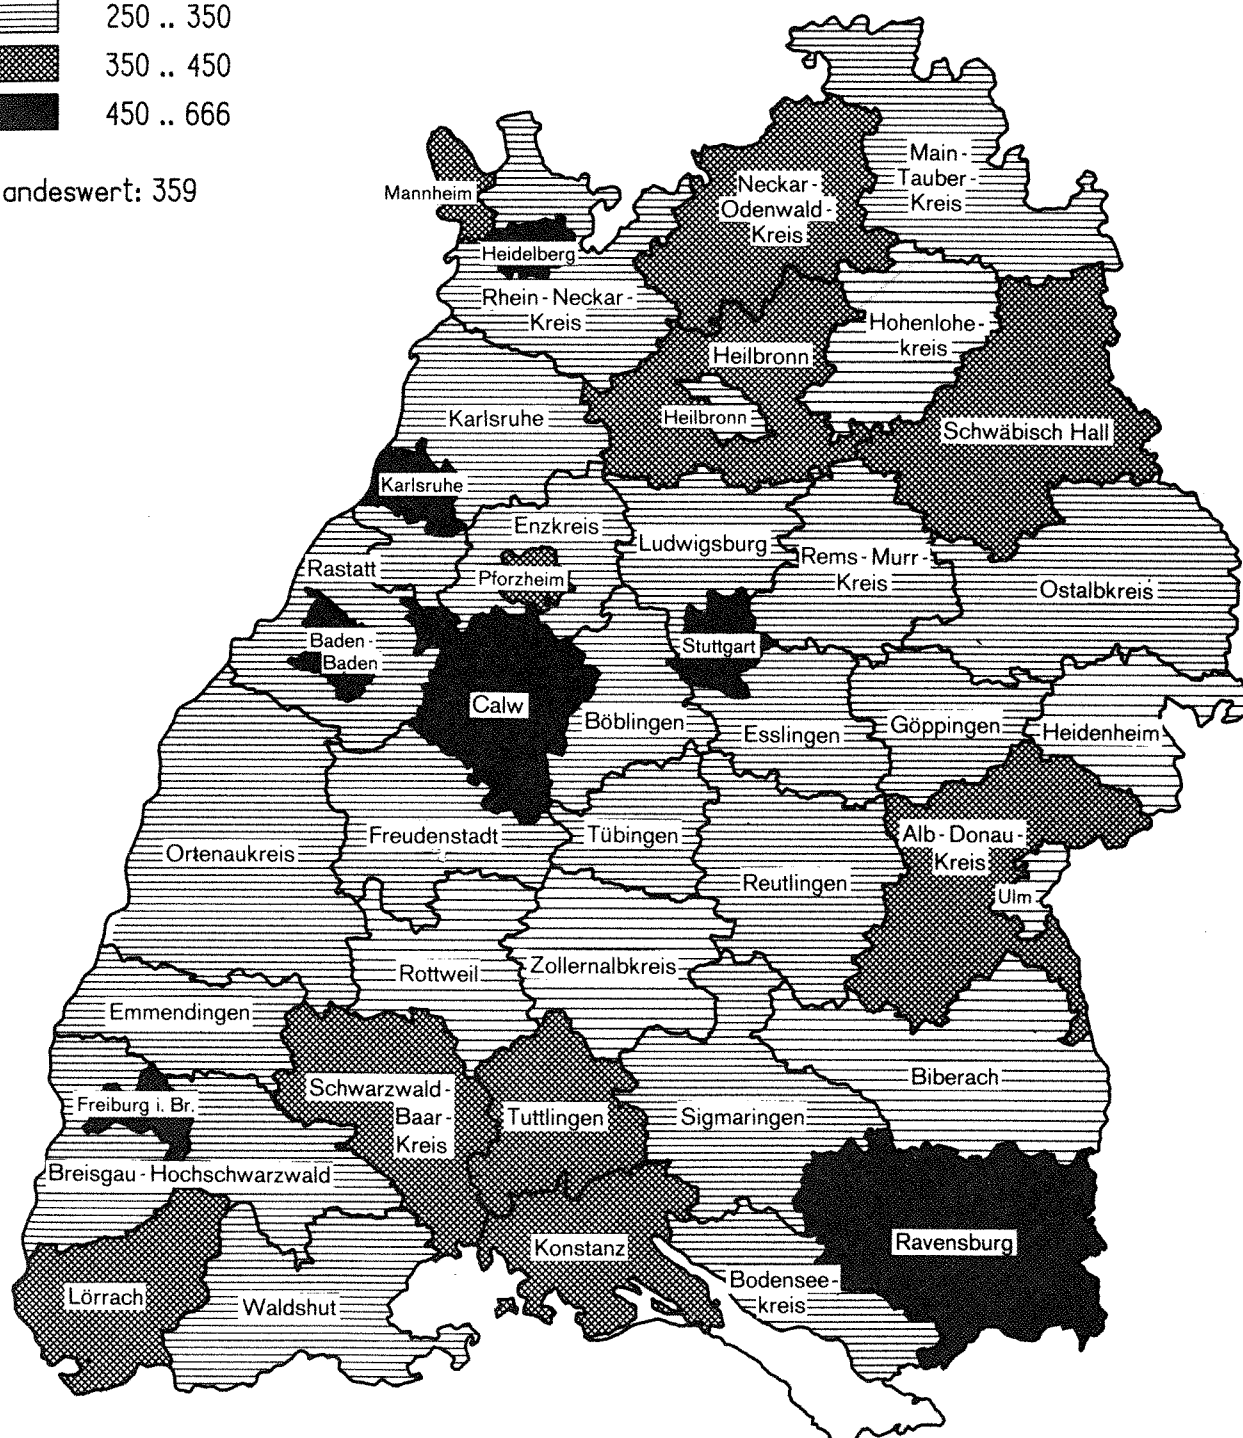 250 .. 350
350 .. 450
450 .. 666
andeswert: 359
Mannheim
Heidelberg
Rhein-Neckar-
Kreis
Neckar-
Odenwald-
Kreis
Main-
Tauber-
Kreis
Hohenlohe-
kreis
Heilbronn
Heilbronn
Schwäbisch Hall
Karlsruhe
Karlsruhe
Enzkreis
Pforzheim
Ludwigsburg
Rems-Murr-
Kreis
Ostalbkreis
Rastatt
Baden-
Baden
Stuttgart
Calw
Böblingen
Esslingen
Göppingen
Heidenheim
Ortenaukreis
Freudenstadt
Tübingen
Reutlingen
Alb-Donau-
Kreis
Ulm
Rottweil
Zollernalbkreis
Emmendingen
Freiburg i. Br.
Schwarzwald-
Baar-
Kreis
Tuttlingen
Sigmaringen
Biberach
Breisgau-Hochschwarzwald
Lörrach
Waldshut
Konstanz
Bodensee-
kreis
Ravensburg